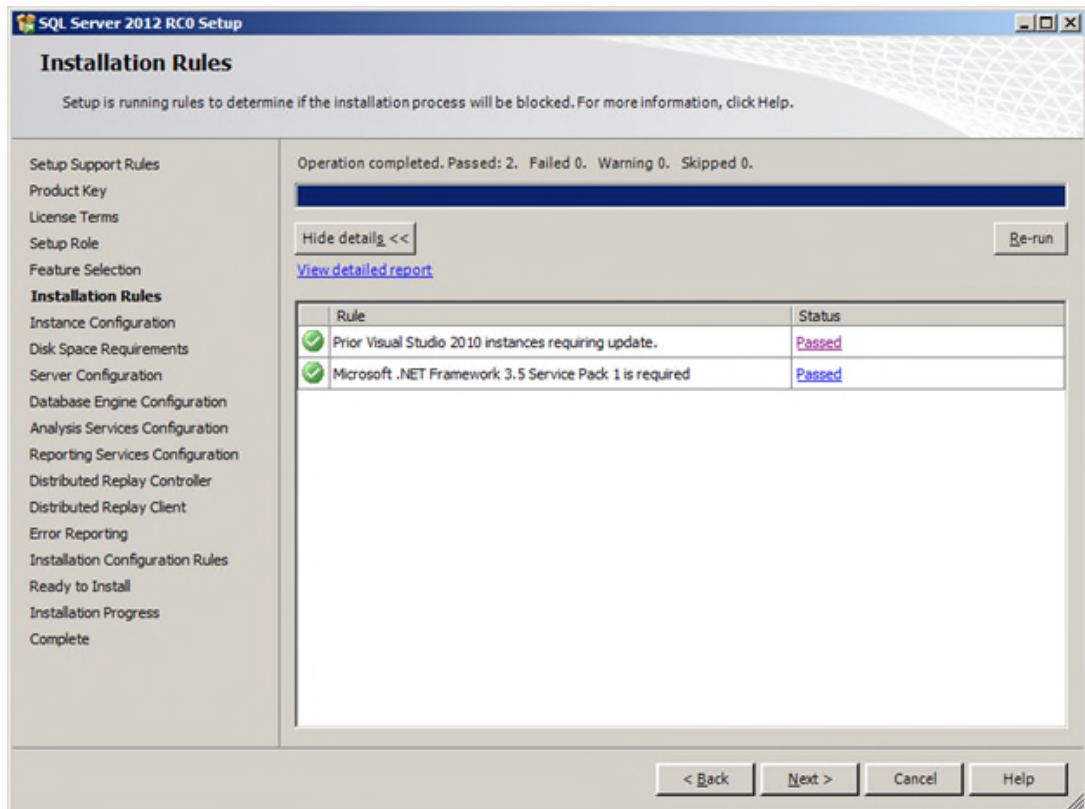 SQL Server 2012 RC0 Setup
Installation Rules
Setup is running rules to determine if the installation process will be blocked. For more information, click Help.
Setup Support Rules
Product Key
License Terms
Setup Role
Feature Selection
Installation Rules
Instance Configuration
Disk Space Requirements
Server Configuration
Database Engine Configuration
Analysis Services Configuration
Reporting Services Configuration
Distributed Replay Controller
Distributed Replay Client
Error Reporting
Installation Configuration Rules
Ready to Install
Installation Progress
Complete
Operation completed. Passed: 2. Failed 0. Warning 0. Skipped 0.
Hide details <<
Re-run
View detailed report
Rule Status
Prior Visual Studio 2010 instances requiring update. Passed
Microsoft .NET Framework 3.5 Service Pack 1 is required Passed
< Back Next > Cancel Help